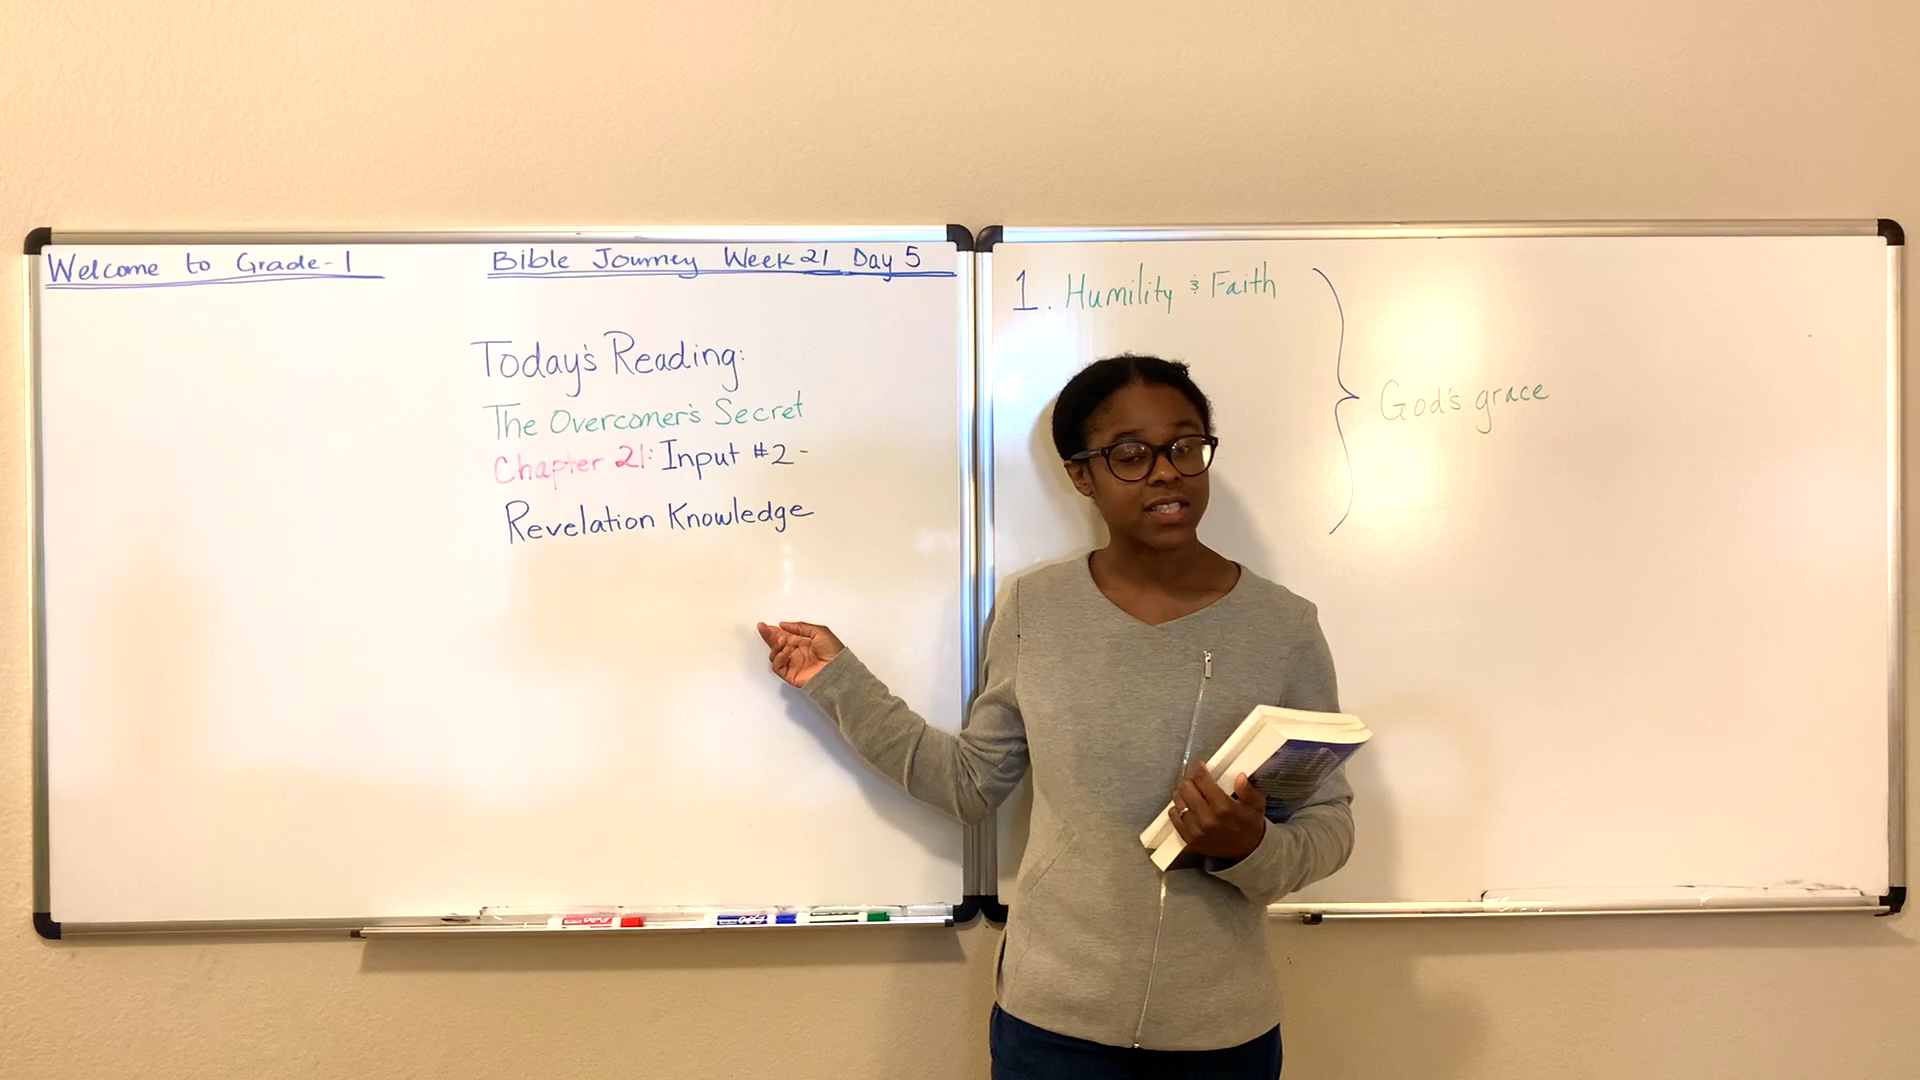 Welcome to Grade-1
Bible Journey Week 21 Day 5
Today's Reading:
The Overcomer's Secret
Chapter 21: Input #2 -
Revelation Knowledge
1. Humility & Faith
God's grace